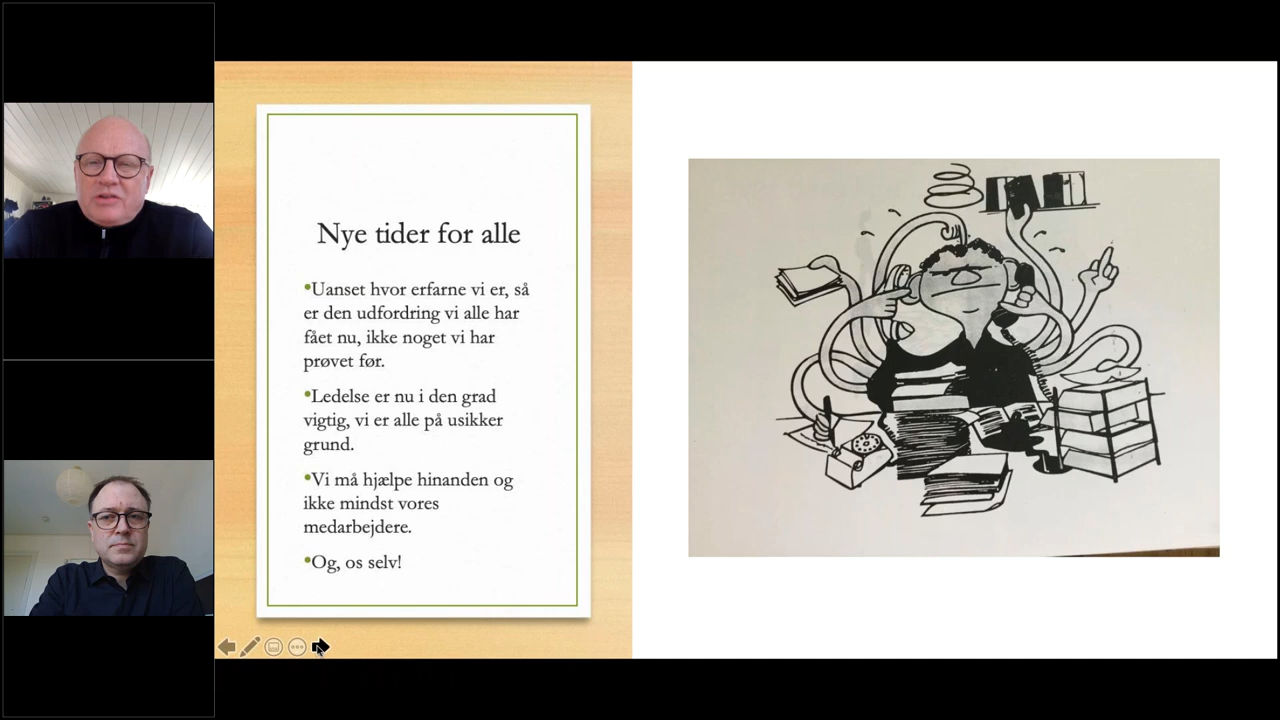 Nye tider for alle
•Uanset hvor erfarne vi er, så
er den udfordring vi alle har
fået nu, ikke noget vi har
prøvet før.
•Ledelse er nu i den grad
vigtig, vi er alle på usikker
grund.
•Vi må hjælpe hinanden og
ikke mindst vores
medarbejdere.
•Og, os selv!